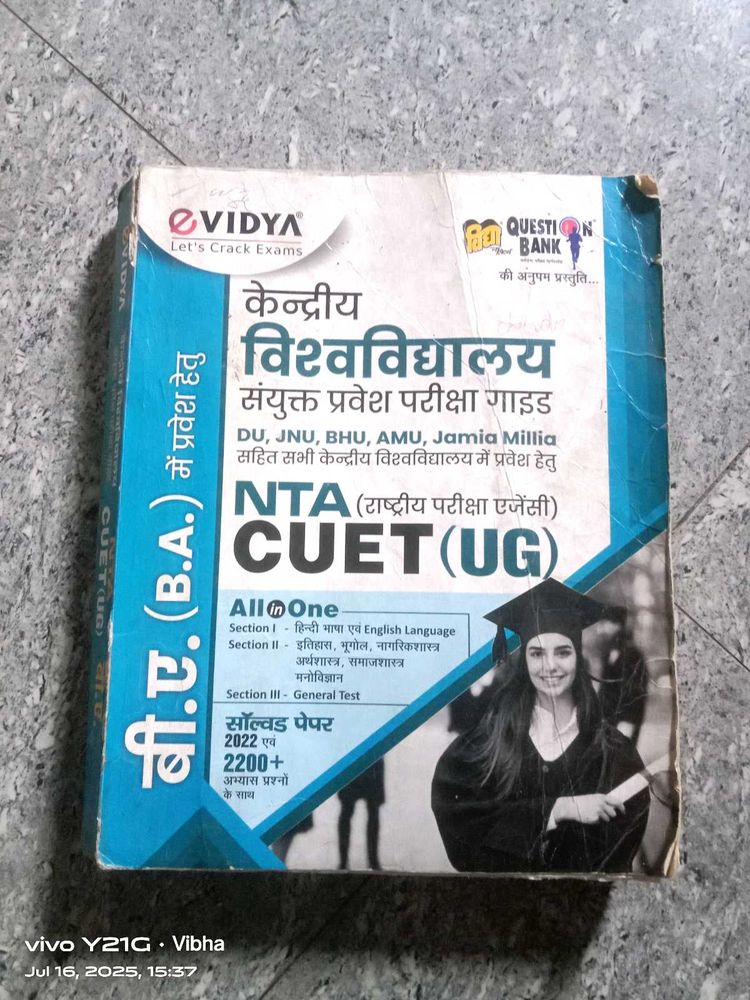 eVIDYA®
Let's Crack Exams
विद्या
QUESTION BANK
की अनुपम प्रस्तुति...
केन्द्रीय
विश्वविद्यालय
संयुक्त प्रवेश परीक्षा गाइड
DU, JNU, BHU, AMU, Jamia Millia
सहित सभी केन्द्रीय विश्वविद्यालय में प्रवेश हेतु
NTA (राष्ट्रीय परीक्षा एजेंसी)
CUET (UG)
बी.ए. (B.A.) में प्रवेश हेतु
All in One
Section I - हिन्दी भाषा एवं English Language
Section II - इतिहास, भूगोल, नागरिकशास्त्र
अर्थशास्त्र, समाजशास्त्र
मनोविज्ञान
Section III - General Test
सॉल्वड पेपर
2022 एवं
2200+
अभ्यास प्रश्नों
के साथ
eVIDYA
CUET (UG) बी.ए.
vivo Y21G · Vibha
Jul 16, 2025, 15:37